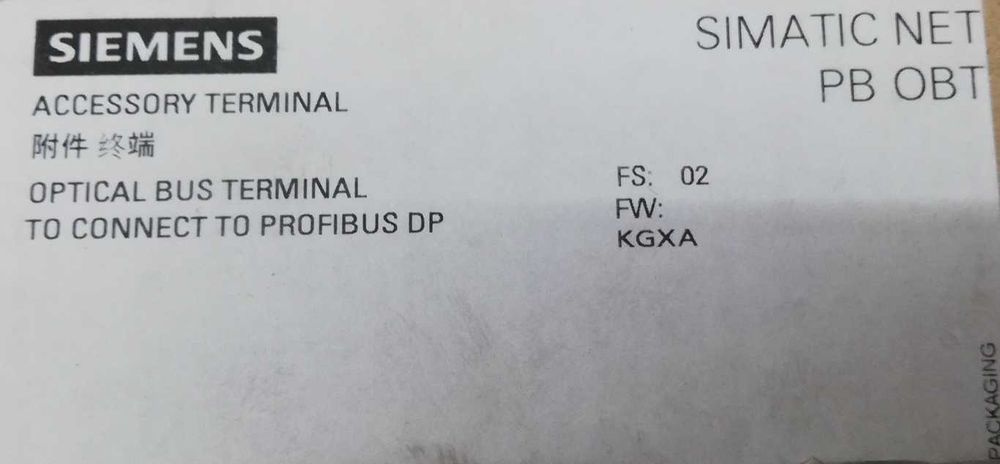 SIEMENS
SIMATIC NET
PB OBT
ACCESSORY TERMINAL
附件 终端
OPTICAL BUS TERMINAL
TO CONNECT TO PROFIBUS DP
FS: 02
FW:
KGXA
PACKAGING